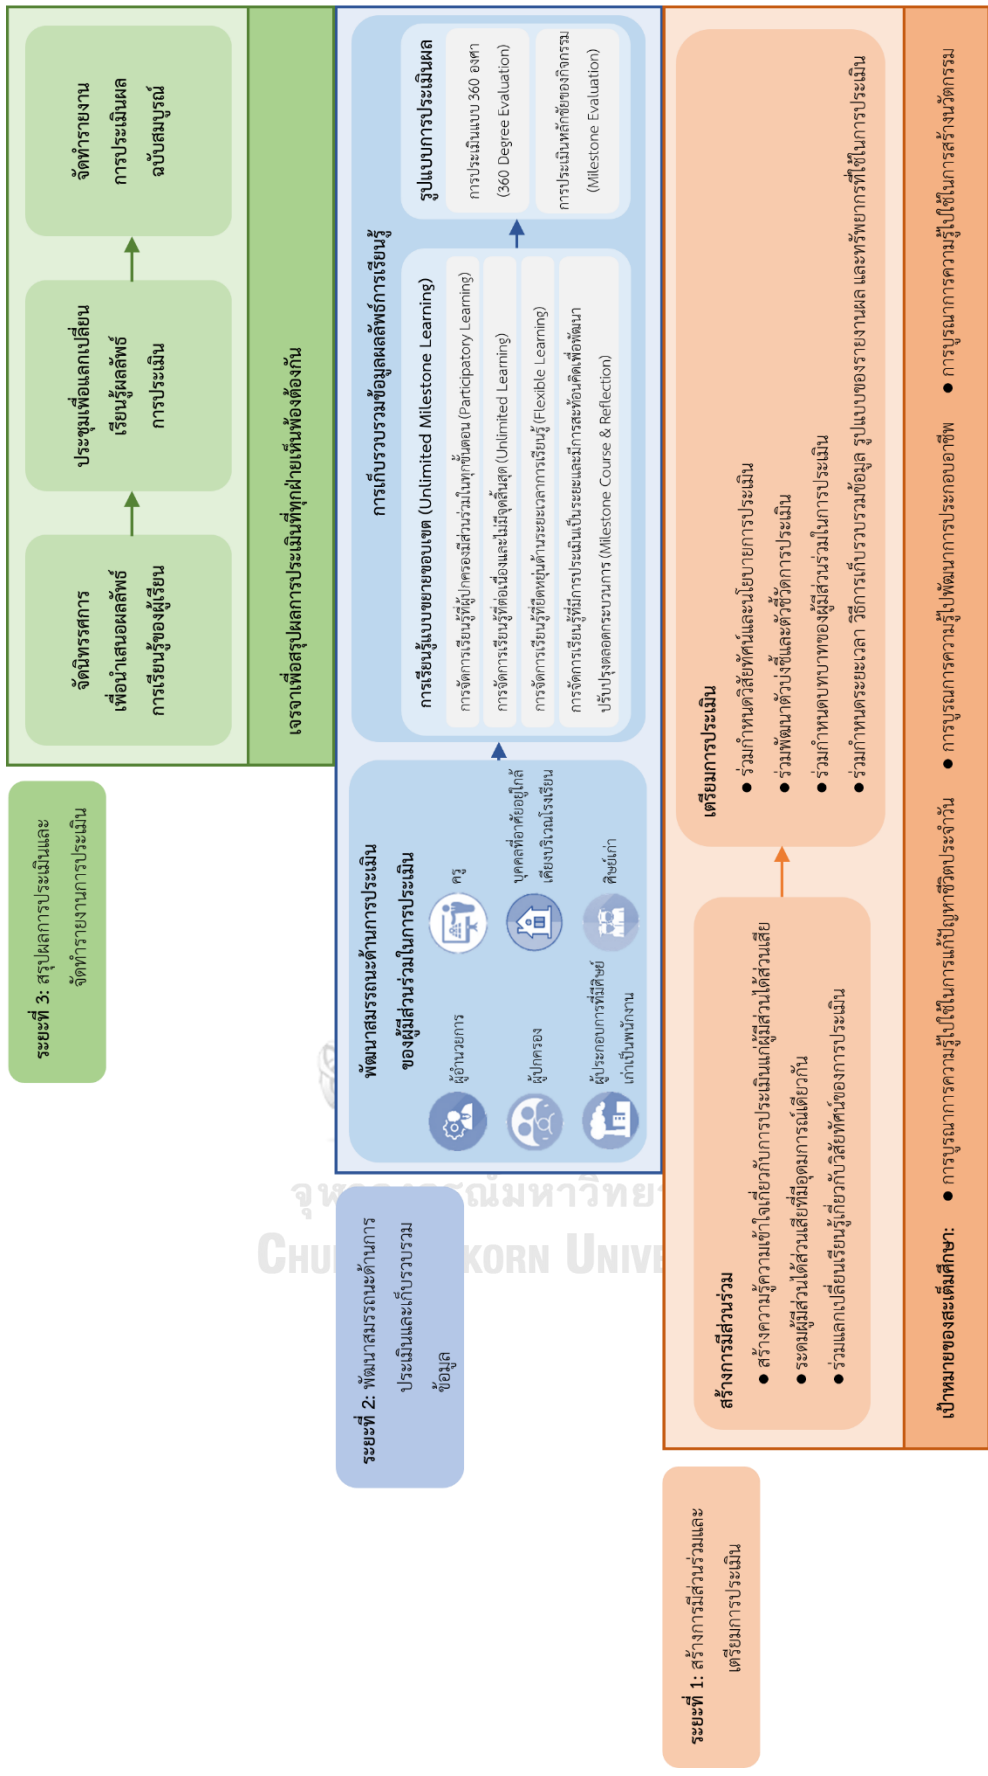 ระยะที่ 3: สรุปผลการประเมินและ
จัดทำรายงานการประเมิน
จัดนิทรรศการ
เพื่อนำเสนอผลลัพธ์
การเรียนรู้ของผู้เรียน
ประชุมเพื่อแลกเปลี่ยน
เรียนรู้ผลลัพธ์
การประเมิน
จัดทำรายงาน
การประเมินผล
ฉบับสมบูรณ์
เจรจาเพื่อสรุปผลการประเมินที่ทุกฝ่ายเห็นพ้องต้องกัน
ระยะที่ 2: พัฒนาสมรรถนะด้านการ
ประเมินและเก็บรวบรวม
ข้อมูล
พัฒนาสมรรถนะด้านการประเมิน
ของผู้มีส่วนร่วมในการประเมิน
ผู้อำนวยการ
ครู
ผู้ปกครอง
บุคคลที่อาศัยอยู่ใกล้
เคียงบริเวณโรงเรียน
ผู้ประกอบการที่มีศิษย์
เก่าเป็นพนักงาน
ศิษย์เก่า
การเก็บรวบรวมข้อมูลผลลัพธ์การเรียนรู้
การเรียนรู้แบบขยายขอบเขต (Unlimited Milestone Learning)
การจัดการเรียนรู้ที่ผู้ปกครองมีส่วนร่วมในทุกขั้นตอน (Participatory Learning)
การจัดการเรียนรู้ที่ต่อเนื่องและไม่มีจุดสิ้นสุด (Unlimited Learning)
การจัดการเรียนรู้ที่ยืดหยุ่นด้านระยะเวลาการเรียนรู้ (Flexible Learning)
การจัดการเรียนรู้ที่มีการประเมินเป็นระยะและมีการสะท้อนคิดเพื่อพัฒนา
ปรับปรุงตลอดกระบวนการ (Milestone Course & Reflection)
รูปแบบการประเมินผล
การประเมินแบบ 360 องศา
(360 Degree Evaluation)
การประเมินหลักชัยของกิจกรรม
(Milestone Evaluation)
ระยะที่ 1: สร้างการมีส่วนร่วมและ
เตรียมการประเมิน
สร้างการมีส่วนร่วม
● สร้างความรู้ความเข้าใจเกี่ยวกับการประเมินแก่ผู้มีส่วนได้ส่วนเสีย
● ระดมผู้มีส่วนได้ส่วนเสียที่มีอุดมการณ์เดียวกัน
● ร่วมแลกเปลี่ยนเรียนรู้เกี่ยวกับวิสัยทัศน์ของการประเมิน
เตรียมการประเมิน
● ร่วมกำหนดวิสัยทัศน์และนโยบายการประเมิน
● ร่วมพัฒนาตัวบ่งชี้และตัวชี้วัดการประเมิน
● ร่วมกำหนดบทบาทของผู้มีส่วนร่วมในการประเมิน
● ร่วมกำหนดระยะเวลา วิธีการเก็บรวบรวมข้อมูล รูปแบบของรายงานผล และทรัพยากรที่ใช้ในการประเมิน
เป้าหมายของสะเต็มศึกษา: ● การบูรณาการความรู้ไปใช้ในการแก้ปัญหาชีวิตประจำวัน ● การบูรณการความรู้ไปพัฒนาการประกอบอาชีพ ● การบูรณาการความรู้ไปใช้ในการสร้างนวัตกรรม